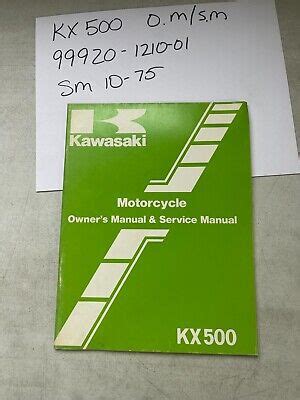 KX 500 O.m/s.m
99920-1210-01
Sm 10-75
Kawasaki
Motorcycle
Owner's Manual & Service Manual
KX500